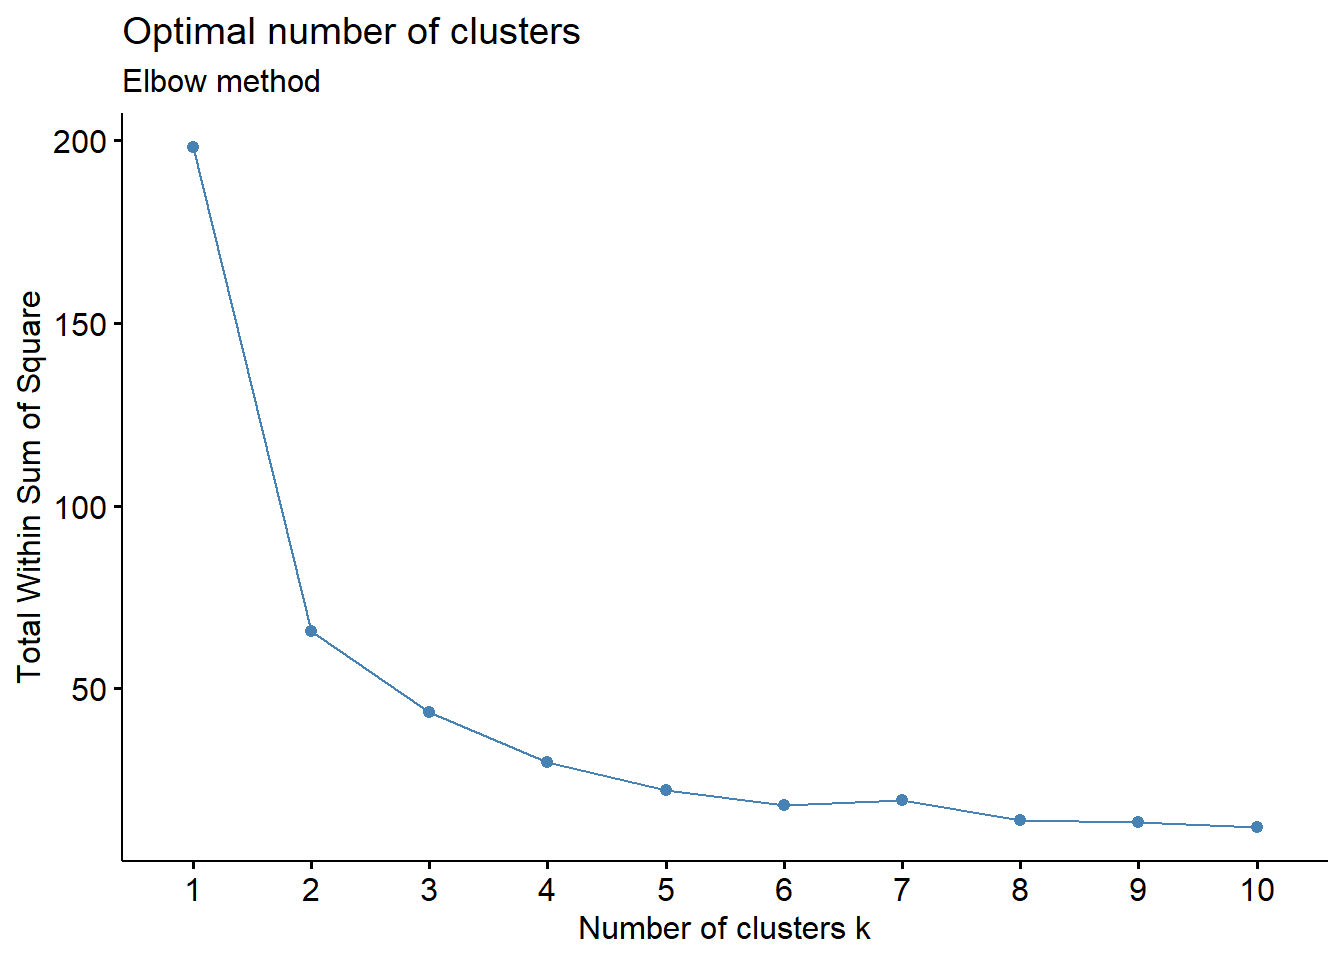 Optimal number of clusters
Elbow method
Total Within Sum of Square
200
150
100
50
1 2 3 4 5 6 7 8 9 10
Number of clusters k